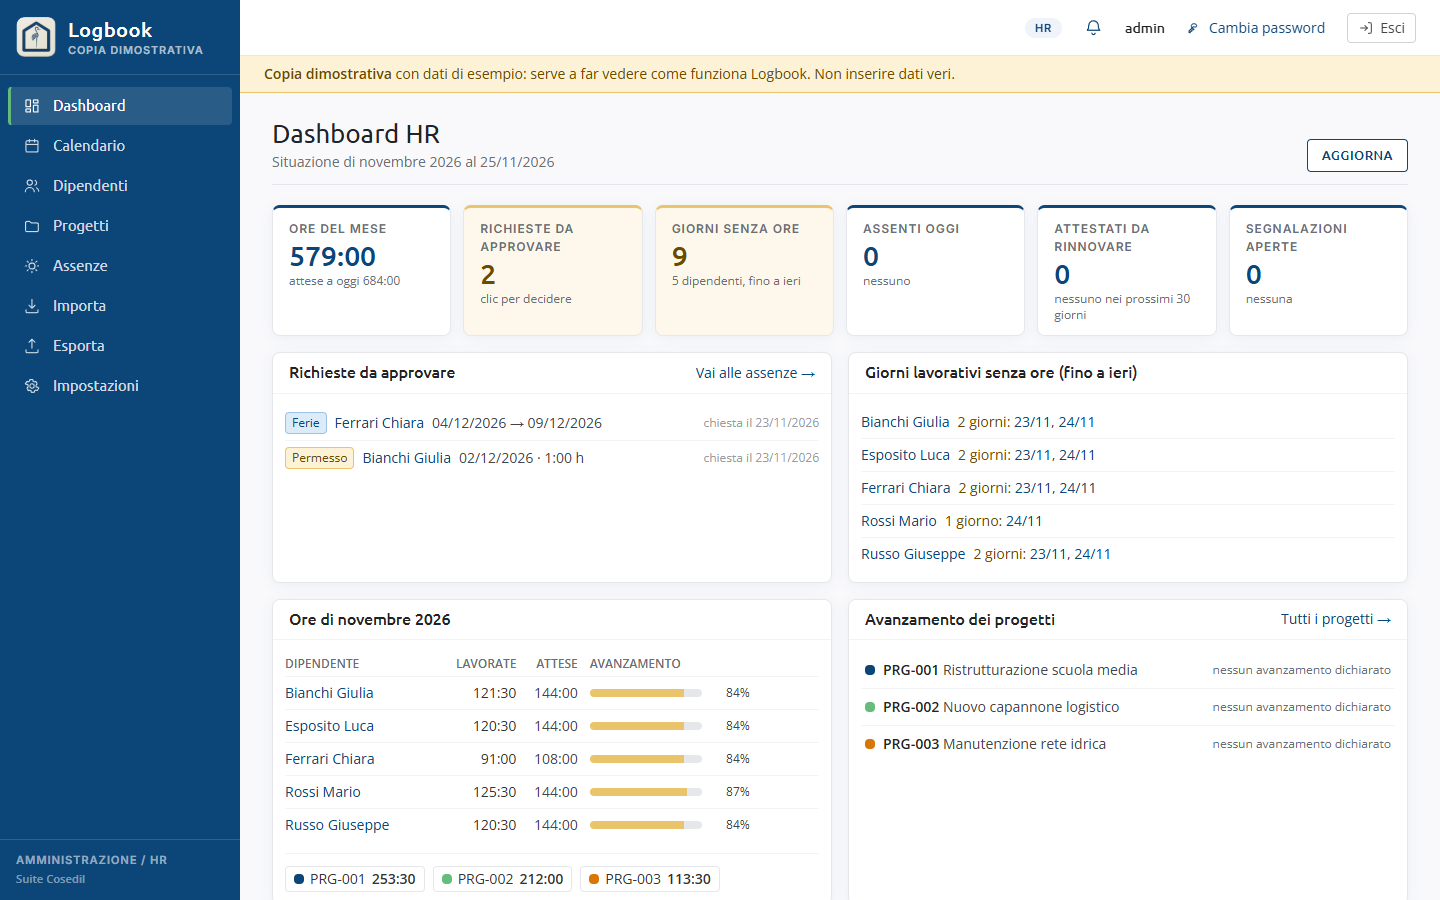 Logbook
COPIA DIMOSTRATIVA
Dashboard
Calendario
Dipendenti
Progetti
Assenze
Importa
Esporta
Impostazioni
AMMINISTRAZIONE / HR
Suite Cosedil
HR admin Cambia password Esci
Copia dimostrativa con dati di esempio: serve a far vedere come funziona Logbook. Non inserire dati veri.
Dashboard HR
Situazione di novembre 2026 al 25/11/2026
AGGIORNA
ORE DEL MESE
579:00
attese a oggi 684:00
RICHIESTE DA
APPROVARE
2
clic per decidere
GIORNI SENZA ORE
9
5 dipendenti, fino a ieri
ASSENTI OGGI
0
nessuno
ATTESTATI DA
RINNOVARE
0
nessuno nei prossimi 30
giorni
SEGNALAZIONI
APERTE
0
nessuna
Richieste da approvare Vai alle assenze →
Ferie Ferrari Chiara 04/12/2026 → 09/12/2026 chiesta il 23/11/2026
Permesso Bianchi Giulia 02/12/2026 · 1:00 h chiesta il 23/11/2026
Giorni lavorativi senza ore (fino a ieri)
Bianchi Giulia 2 giorni: 23/11, 24/11
Esposito Luca 2 giorni: 23/11, 24/11
Ferrari Chiara 2 giorni: 23/11, 24/11
Rossi Mario 1 giorno: 24/11
Russo Giuseppe 2 giorni: 23/11, 24/11
Ore di novembre 2026
DIPENDENTE LAVORATE ATTESE AVANZAMENTO
Bianchi Giulia 121:30 144:00 84%
Esposito Luca 120:30 144:00 84%
Ferrari Chiara 91:00 108:00 84%
Rossi Mario 125:30 144:00 87%
Russo Giuseppe 120:30 144:00 84%
PRG-001 253:30 PRG-002 212:00 PRG-003 113:30
Avanzamento dei progetti Tutti i progetti →
PRG-001 Ristrutturazione scuola media nessun avanzamento dichiarato
PRG-002 Nuovo capannone logistico nessun avanzamento dichiarato
PRG-003 Manutenzione rete idrica nessun avanzamento dichiarato